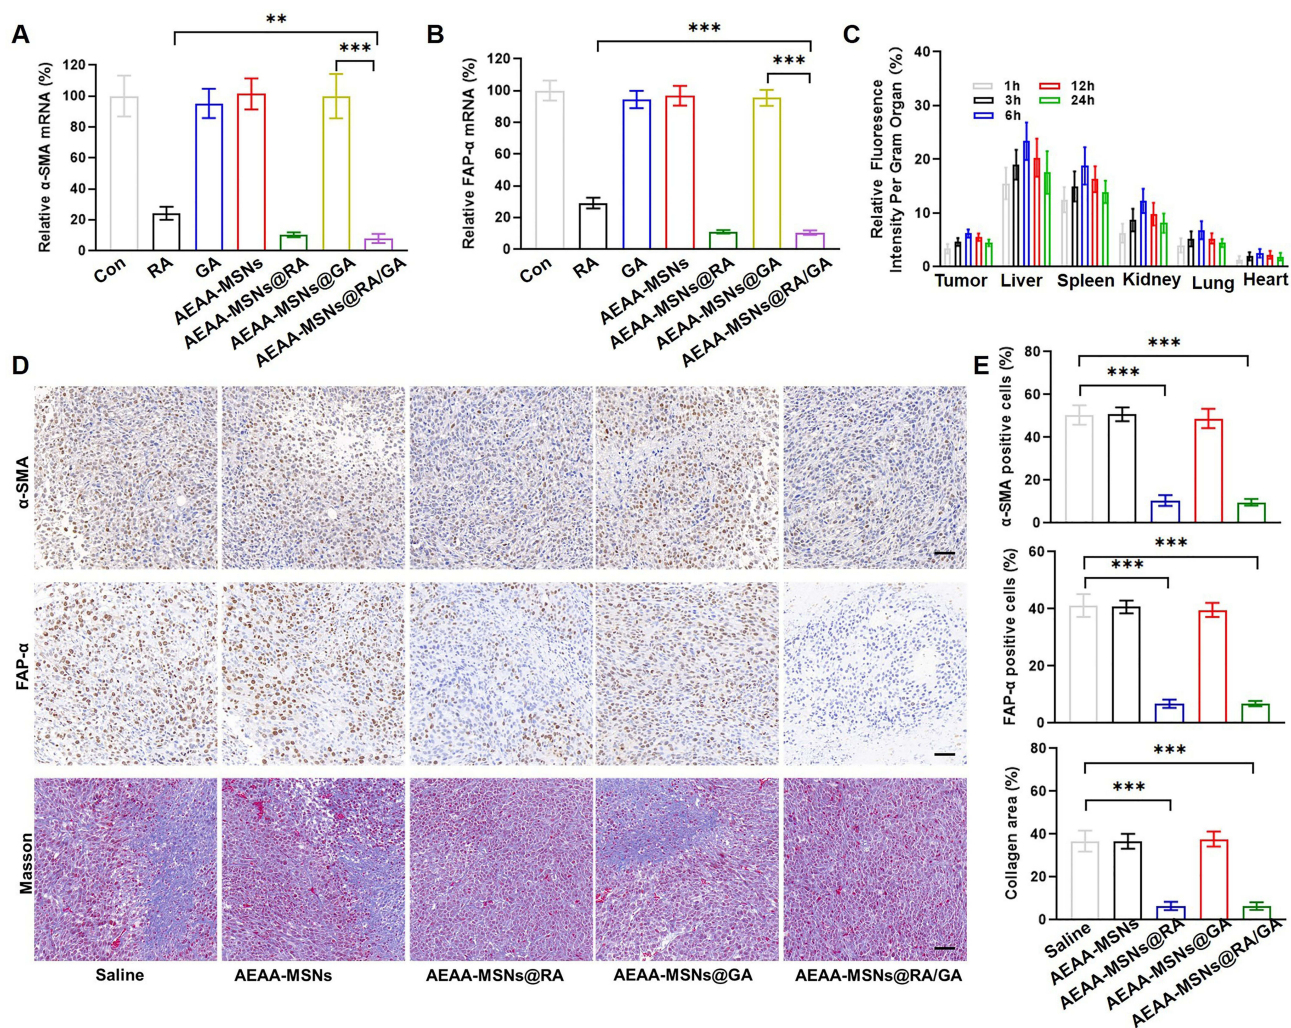 A
**
***
Relative α-SMA mRNA (%)
120
100
80
60
40
20
0
Con
RA
GA
AEAA-MSNs
AEAA-MSNs@RA
AEAA-MSNs@GA
AEAA-MSNs@RA/GA
B
***
***
Relative FAP-α mRNA (%)
120
100
80
60
40
20
0
Con
RA
GA
AEAA-MSNs
AEAA-MSNs@RA
AEAA-MSNs@GA
AEAA-MSNs@RA/GA
C
Relative Fluoresence
Intensity Per Gram Organ (%)
40
30
20
10
0
1h
3h
6h
12h
24h
Tumor
Liver
Spleen
Kidney
Lung
Heart
D
α-SMA
FAP-α
Masson
Saline
AEAA-MSNs
AEAA-MSNs@RA
AEAA-MSNs@GA
AEAA-MSNs@RA/GA
E
α-SMA positive cells (%)
80
60
40
20
0
***
***
FAP-α positive cells (%)
60
40
20
0
***
***
Collagen area (%)
80
60
40
20
0
***
***
Saline
AEAA-MSNs
AEAA-MSNs@RA
AEAA-MSNs@GA
AEAA-MSNs@RA/GA